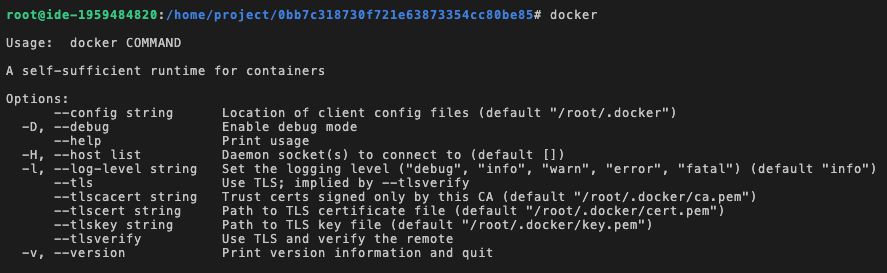 root@ide-1959484820:/home/project/0bb7c318730f721e63873354cc80be85# docker
Usage:  docker COMMAND
A self-sufficient runtime for containers
Options:
      --config string      Location of client config files (default "/root/.docker")
  -D, --debug              Enable debug mode
      --help               Print usage
  -H, --host list          Daemon socket(s) to connect to (default [])
  -l, --log-level string   Set the logging level ("debug", "info", "warn", "error", "fatal") (default "info")
      --tls                Use TLS; implied by --tlsverify
      --tlscacert string   Trust certs signed only by this CA (default "/root/.docker/ca.pem")
      --tlscert string     Path to TLS certificate file (default "/root/.docker/cert.pem")
      --tlskey string      Path to TLS key file (default "/root/.docker/key.pem")
      --tlsverify          Use TLS and verify the remote
  -v, --version            Print version information and quit